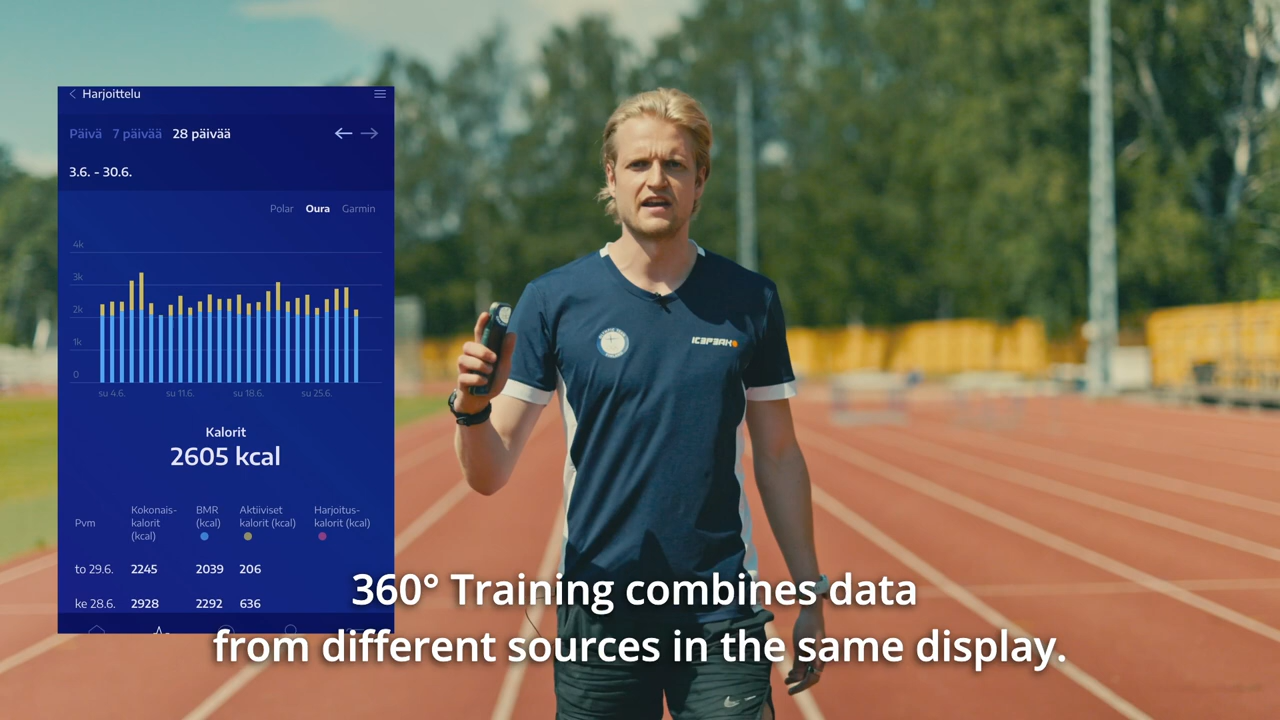 Harjoittelu
Päivä 7 päivää 28 päivää
3.6. - 30.6.
Polar Oura Garmin
4k
3k
2k
1k
0
su 4.6. su 11.6. su 18.6. su 25.6.
Kalorit
2605 kcal
Pvm
Kokonais-
kalorit
(kcal)
BMR
(kcal)
Aktiiviset
kalorit (kcal)
Harjoitus-
kalorit (kcal)
to 29.6. 2245 2039 206
ke 28.6. 2928 2292 636
ICEPEAK
360° Training combines data
from different sources in the same display.